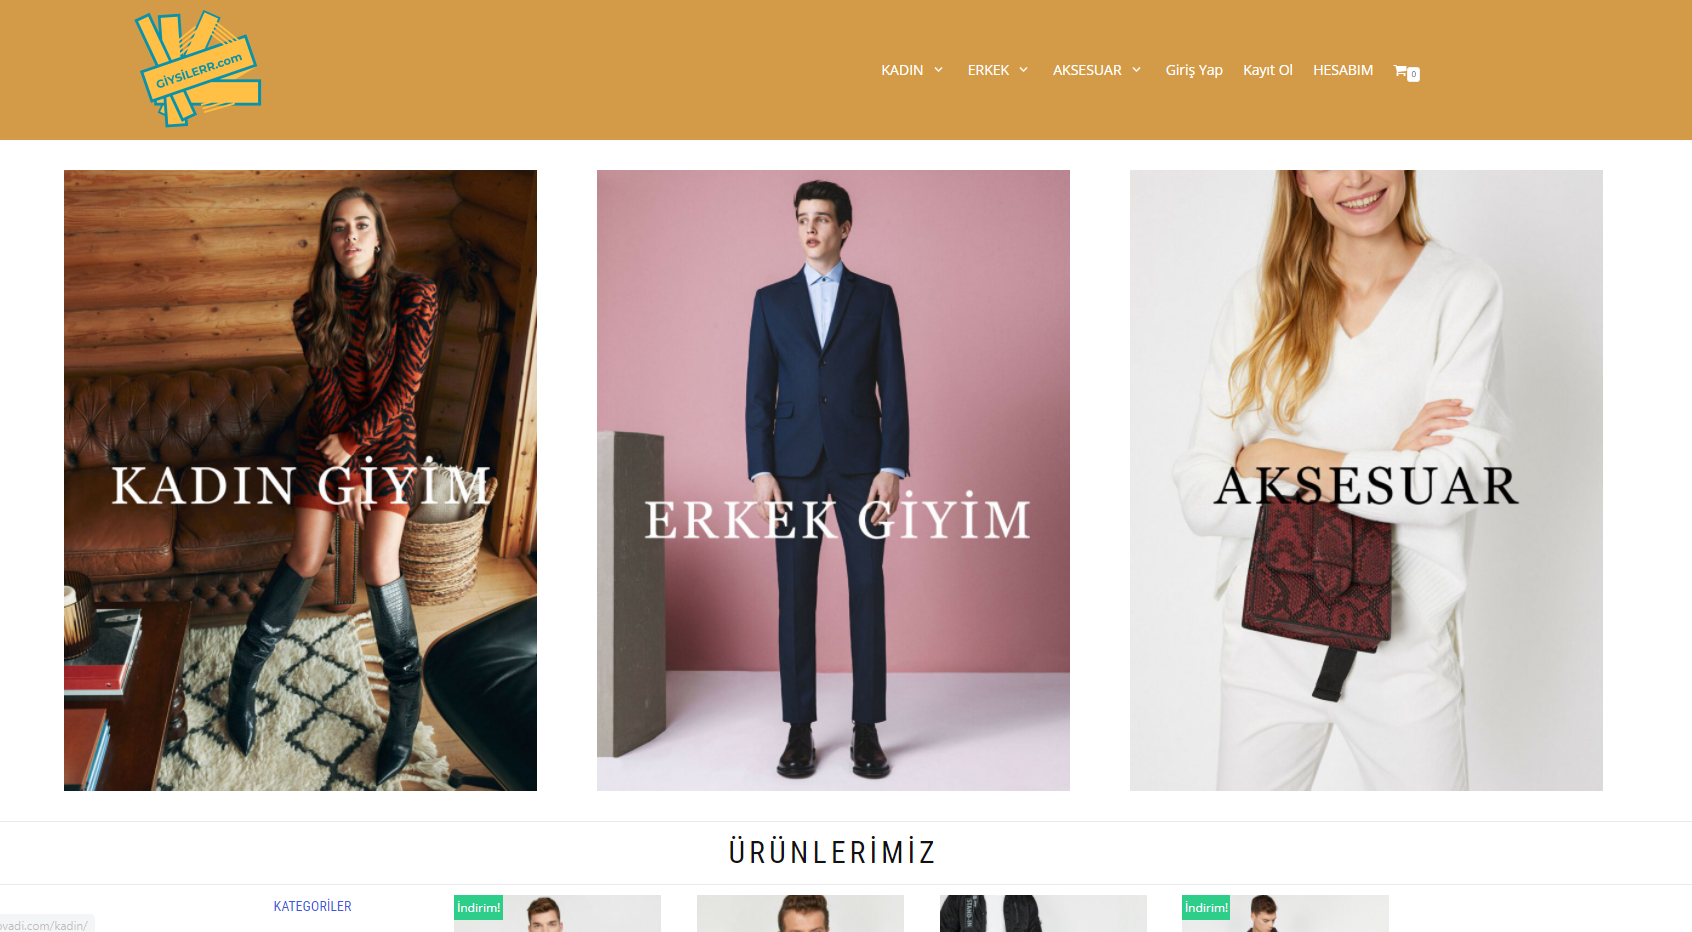 GİYSİLERR.com
KADIN
ERKEK
AKSESUAR
Giriş Yap
Kayıt Ol
HESABIM
0
KADIN GİYİM
ERKEK GİYİM
AKSESUAR
ÜRÜNLERİMİZ
KATEGORİLER
İndirim!
İndirim!
ovadi.com/kadin/